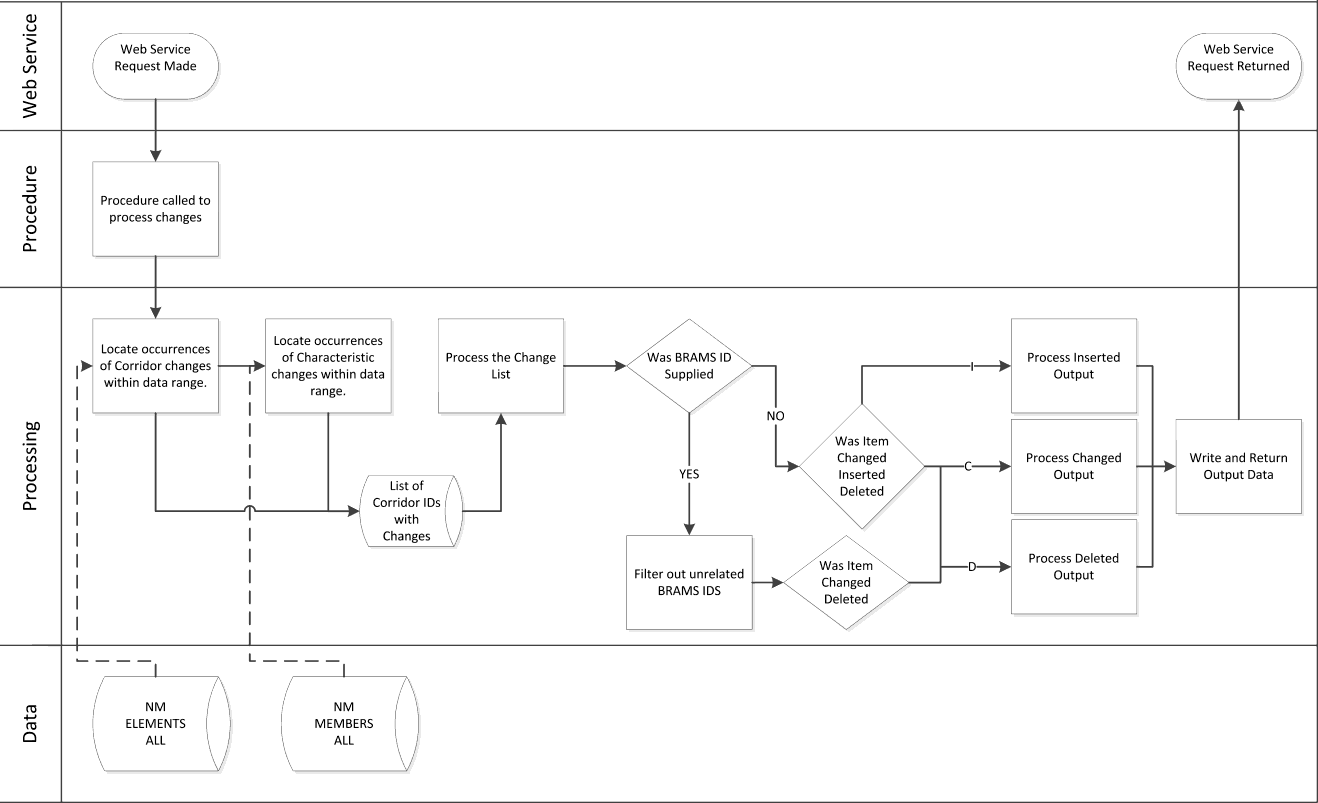 Web Service
Web Service
Request Made
Web Service
Request Returned
Procedure
Procedure called to
process changes
Processing
Locate occurrences
of Corridor changes
within data range.
Locate occurrences
of Characteristic
changes within data
range.
List of
Corridor IDs
with
Changes
Process the Change
List
Was BRAMS ID
Supplied
NO
YES
Filter out unrelated
BRAMS IDS
Was Item
Changed
Inserted
Deleted
Was Item
Changed
Deleted
I
C
D
Process Inserted
Output
Process Changed
Output
Process Deleted
Output
Write and Return
Output Data
Data
NM
ELEMENTS
ALL
NM
MEMBERS
ALL